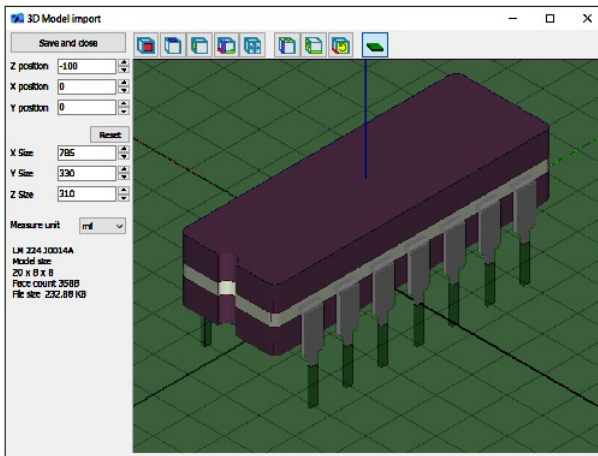 3D Model import
Save and close
Z position -100
X position 0
Y position 0
Reset
X Size 785
Y Size 330
Z Size 310
Measure unit mil
LM 224 J0014A
Model size
20 x 8 x 8
Face count 3588
File size 232.88 KB